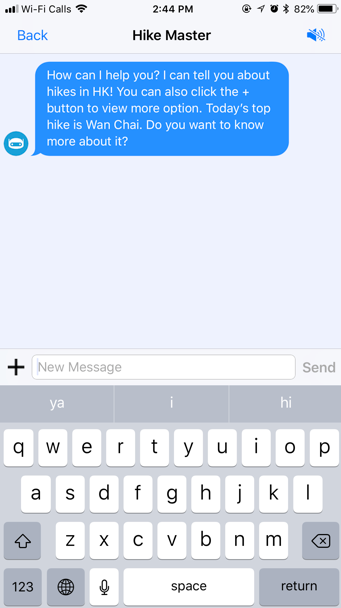 Wi-Fi Calls 2:44 PM 82%
Back Hike Master
How can I help you? I can tell you about
hikes in HK! You can also click the +
button to view more option. Today's top
hike is Wan Chai. Do you want to know
more about it?
+ New Message Send
ya i hi
q w e r t y u i o p
a s d f g h j k l
z x c v b n m
123 space return